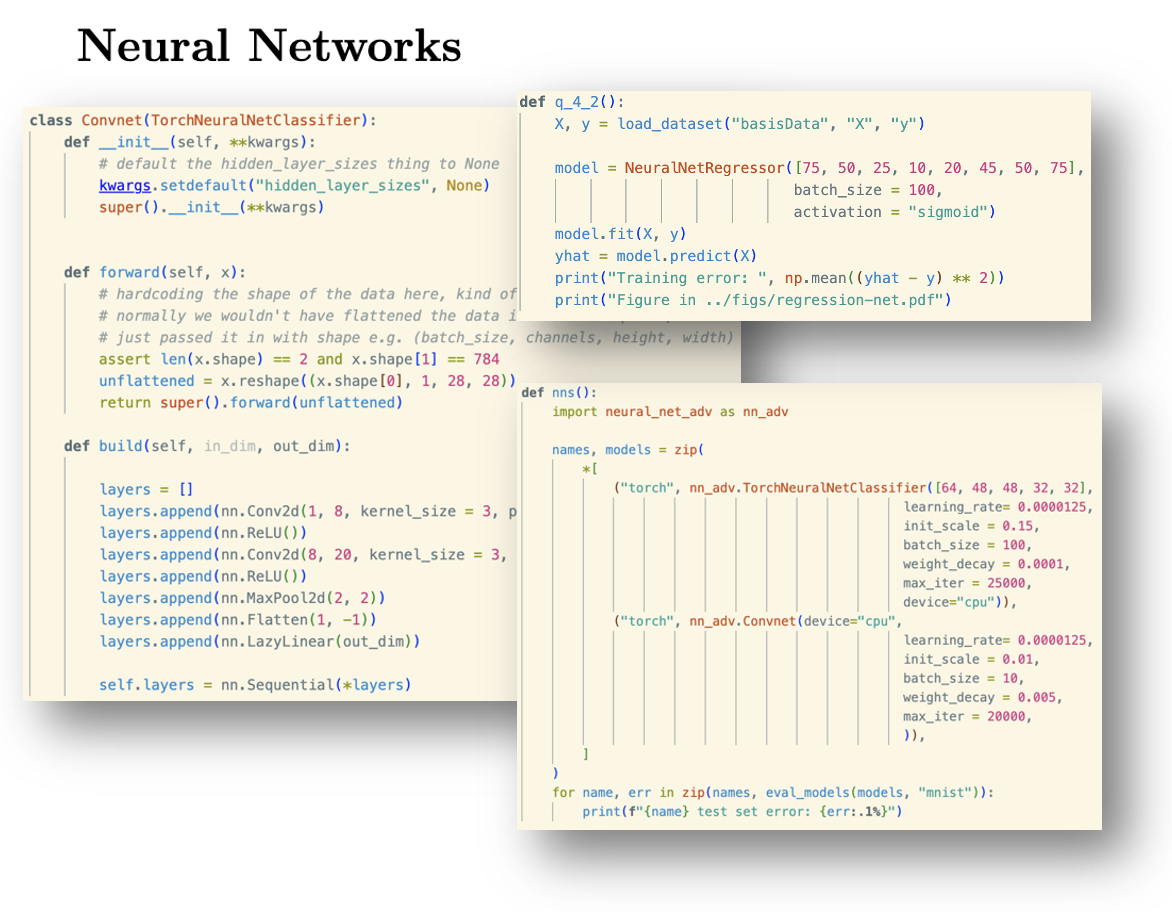 Neural Networks
class Convnet(TorchNeuralNetClassifier):
def __init__(self, **kwargs):
# default the hidden_layer_sizes thing to None
kwargs.setdefault("hidden_layer_sizes", None)
super().__init__(**kwargs)
def forward(self, x):
# hardcoding the shape of the data here, kind of
# normally we wouldn't have flattened the data
# just passed it in with shape e.g. (batch_size, channels, height, width)
assert len(x.shape) == 2 and x.shape[1] == 784
unflattened = x.reshape((x.shape[0], 1, 28, 28))
return super().forward(unflattened)
def build(self, in_dim, out_dim):
layers = []
layers.append(nn.Conv2d(1, 8, kernel_size = 3, p
layers.append(nn.ReLU())
layers.append(nn.Conv2d(8, 20, kernel_size = 3,
layers.append(nn.ReLU())
layers.append(nn.MaxPool2d(2, 2))
layers.append(nn.Flatten(1, -1))
layers.append(nn.LazyLinear(out_dim))
self.layers = nn.Sequential(*layers)
def q_4_2():
X, y = load_dataset("basisData", "X", "y")
model = NeuralNetRegressor([75, 50, 25, 10, 20, 45, 50, 75],
batch_size = 100,
activation = "sigmoid")
model.fit(X, y)
yhat = model.predict(X)
print("Training error: ", np.mean((yhat - y) ** 2))
print("Figure in ../figs/regression-net.pdf")
def nns():
import neural_net_adv as nn_adv
names, models = zip(
*[
("torch", nn_adv.TorchNeuralNetClassifier([64, 48, 48, 32, 32],
learning_rate= 0.0000125,
init_scale = 0.15,
batch_size = 100,
weight_decay = 0.0001,
max_iter = 25000,
device="cpu")),
("torch", nn_adv.Convnet(device="cpu",
learning_rate= 0.0000125,
init_scale = 0.01,
batch_size = 10,
weight_decay = 0.005,
max_iter = 20000,
)),
]
)
for name, err in zip(names, eval_models(models, "mnist")):
print(f"{name} test set error: {err:.1%}")